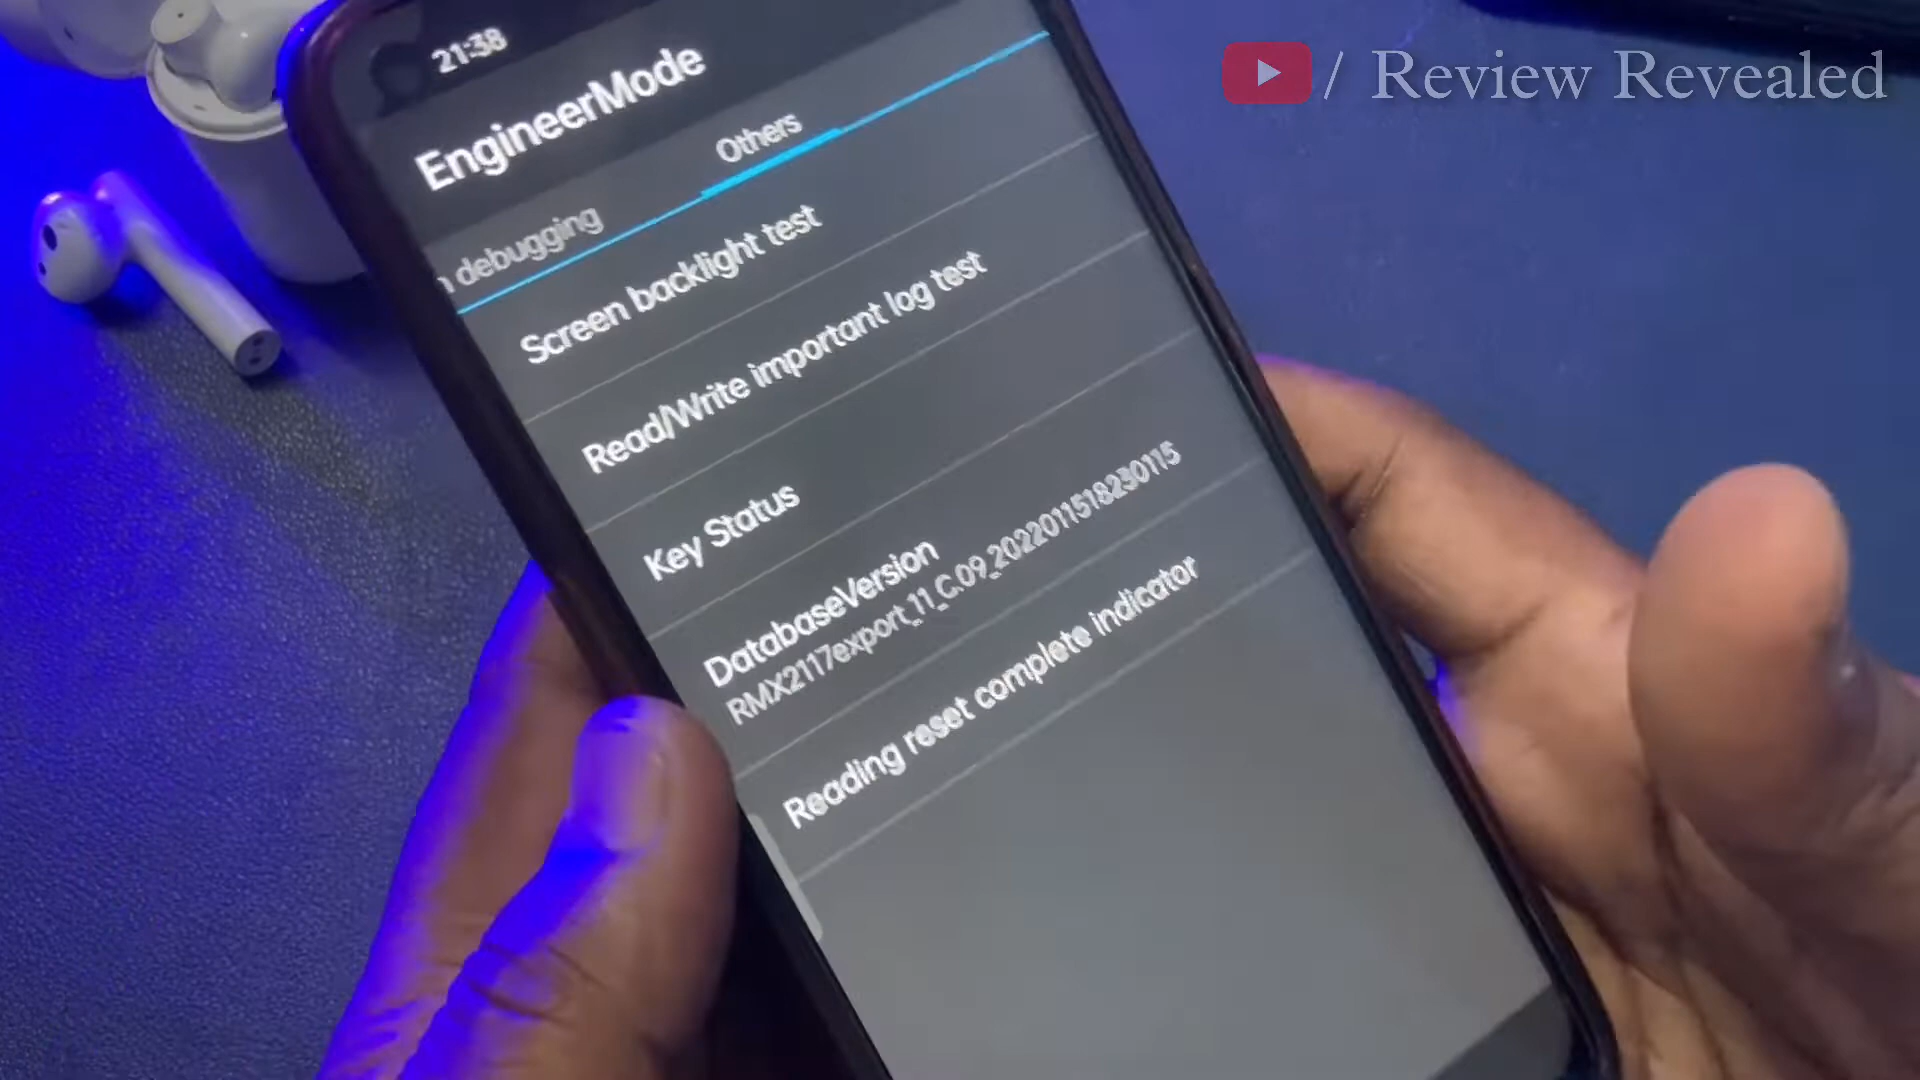 / Review Revealed
21:38
EngineerMode
debugging
Others
Screen backlight test
Read/Write important log test
Key Status
DatabaseVersion
RMX2117export_11_C.09_2022011518230115
Reading reset complete indicator